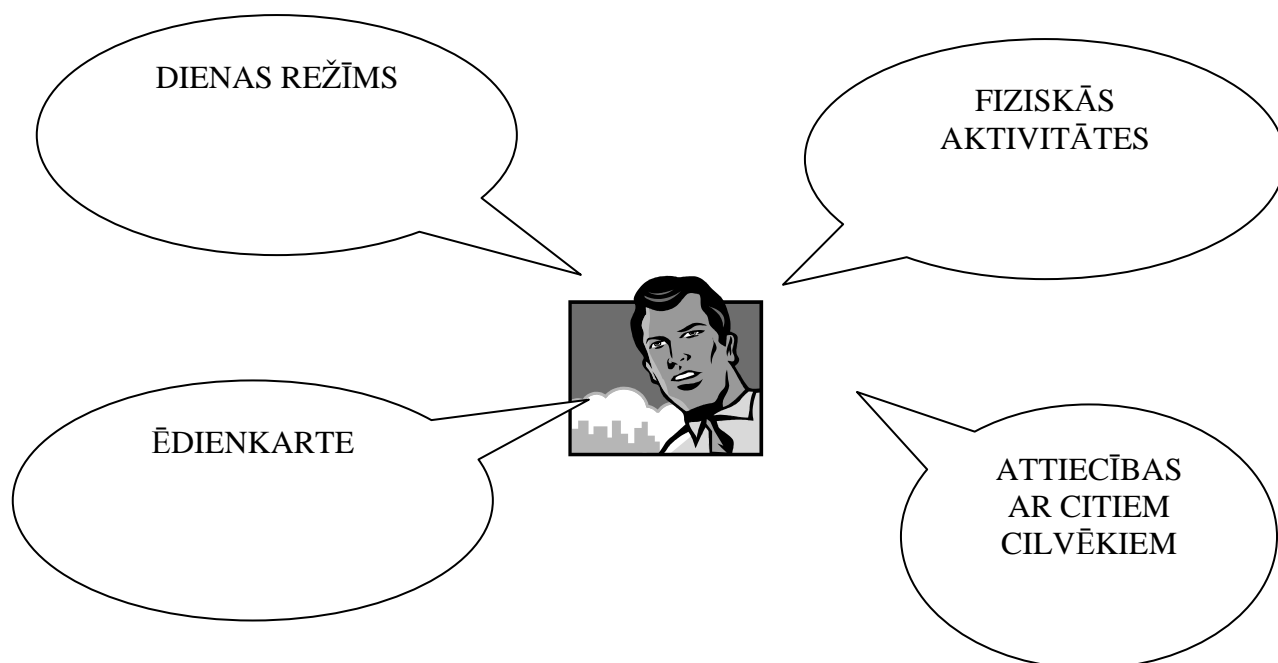 DIENAS REŽĪMS
FIZISKĀS
AKTIVITĀTES
ĒDIENKARTE
ATTIECĪBAS
AR CITIEM
CILVĒKIEM